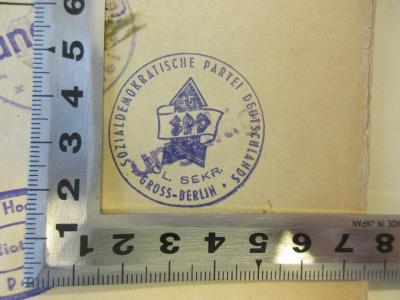 SOZIALDEMOKRATISCHE PARTEI DEUTSCHLANDS
SPD
L. SEKR.
GROSS-BERLIN
Ho
1 2 3 4 5 6
1 2 3 4 5 6 7 8
MADE IN JAPAN